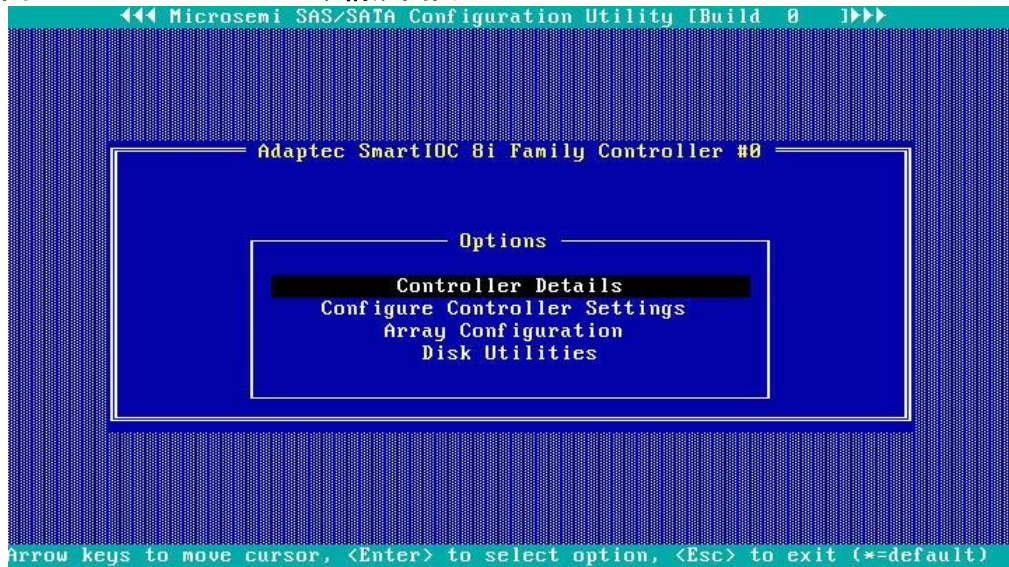 ◄◄◄ Microsemi SAS/SATA Configuration Utility [Build 0 ]►►►
Adaptec SmartIOC 8i Family Controller #0
Options
Controller Details
Configure Controller Settings
Array Configuration
Disk Utilities
Arrow keys to move cursor, <Enter> to select option, <Esc> to exit (*=default)